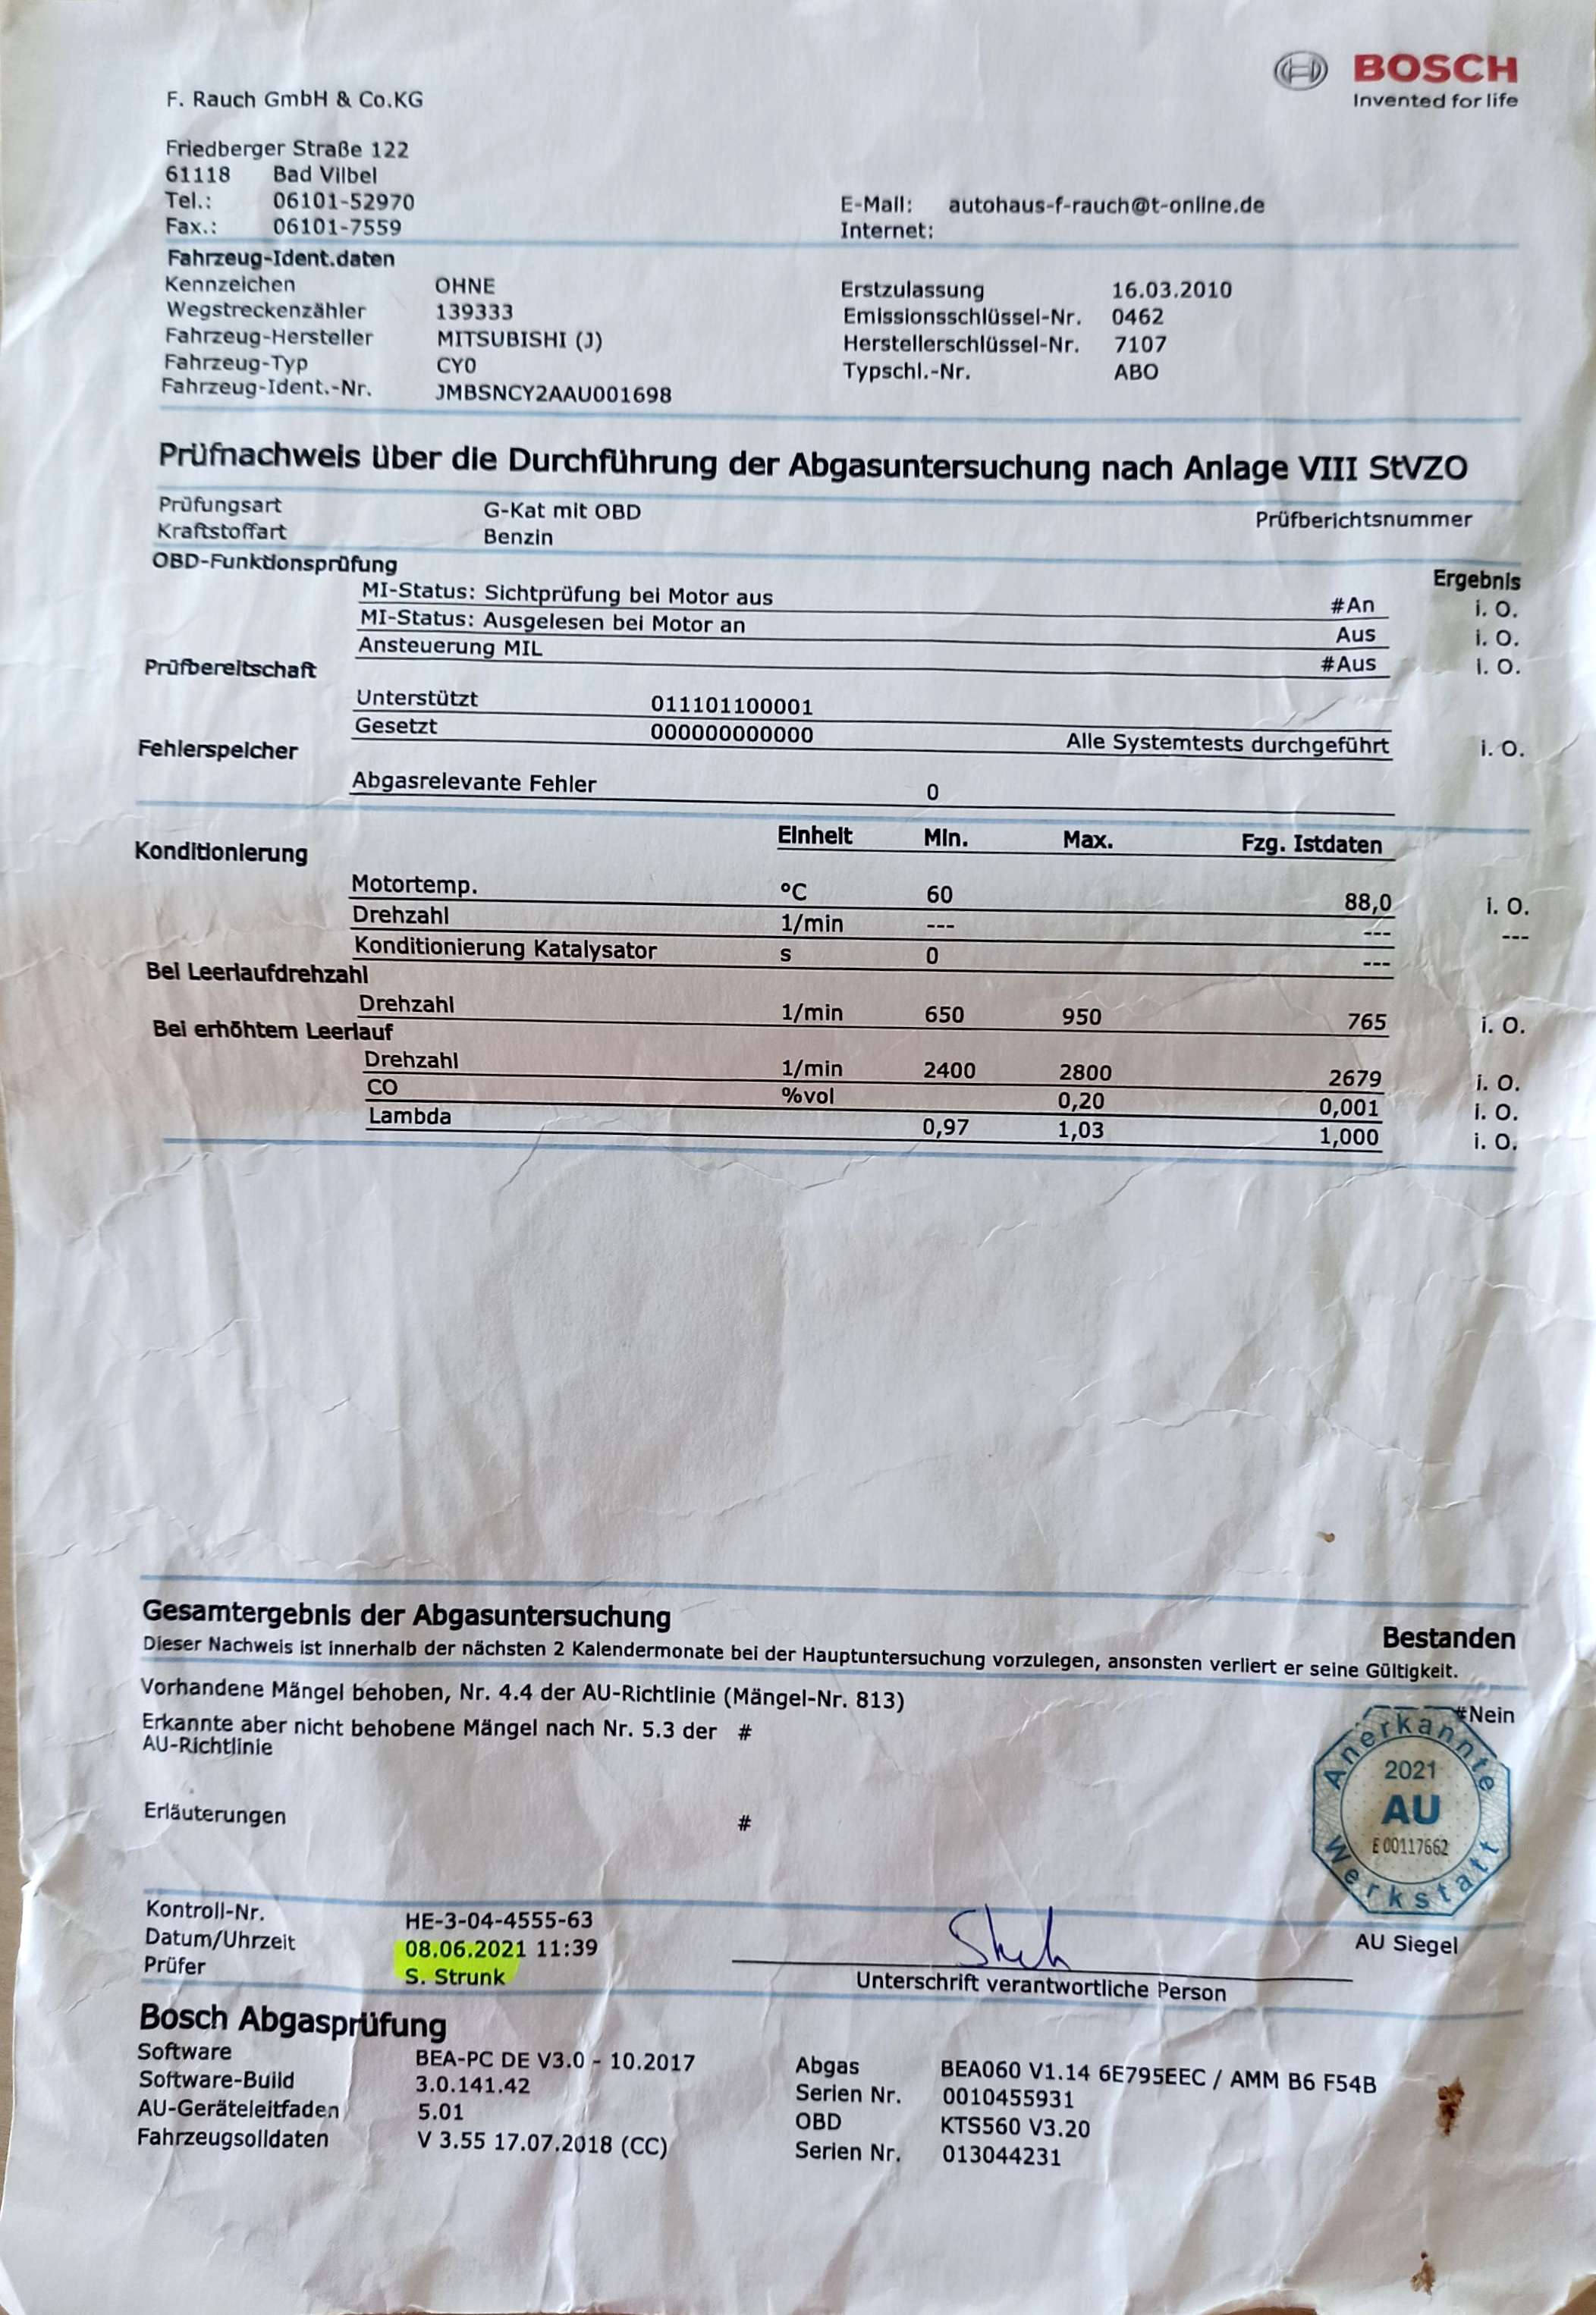 BOSCH
Invented for life
F. Rauch GmbH & Co.KG
Friedberger Straße 122
61118 Bad Vilbel
Tel.: 06101-52970
Fax.: 06101-7559
E-Mail: autohaus-f-rauch@t-online.de
Internet:
Fahrzeug-Ident.daten
Kennzeichen OHNE Erstzulassung 16.03.2010
Wegstreckenzähler 139333 Emissionsschlüssel-Nr. 0462
Fahrzeug-Hersteller MITSUBISHI (J) Herstellerschlüssel-Nr. 7107
Fahrzeug-Typ CY0 Typschl.-Nr. ABO
Fahrzeug-Ident.-Nr. JMBSNCY2AAU001698
Prüfnachweis über die Durchführung der Abgasuntersuchung nach Anlage VIII StVZO
Prüfungsart G-Kat mit OBD Prüfberichtsnummer
Kraftstoffart Benzin
OBD-Funktionsprüfung Ergebnis
MI-Status: Sichtprüfung bei Motor aus #An i. O.
MI-Status: Ausgelesen bei Motor an Aus i. O.
Ansteuerung MIL #Aus i. O.
Prüfbereitschaft
Unterstützt 011101100001
Gesetzt 000000000000 Alle Systemtests durchgeführt i. O.
Fehlerspeicher
Abgasrelevante Fehler 0
Einheit Min. Max. Fzg. Istdaten
Konditionierung
Motortemp. °C 60 88,0 i. O.
Drehzahl 1/min --- --- ---
Konditionierung Katalysator s 0 ---
Bei Leerlaufdrehzahl
Drehzahl 1/min 650 950 765 i. O.
Bei erhöhtem Leerlauf
Drehzahl 1/min 2400 2800 2679 i. O.
CO %vol 0,20 0,001 i. O.
Lambda 0,97 1,03 1,000 i. O.
Gesamtergebnis der Abgasuntersuchung Bestanden
Dieser Nachweis ist innerhalb der nächsten 2 Kalendermonate bei der Hauptuntersuchung vorzulegen, ansonsten verliert er seine Gültigkeit.
Vorhandene Mängel behoben, Nr. 4.4 der AU-Richtlinie (Mängel-Nr. 813) #Nein
Erkannte aber nicht behobene Mängel nach Nr. 5.3 der #
AU-Richtlinie
Erläuterungen #
Anerkannte
2021
AU
E 00117662
Werkstatt
AU Siegel
Kontroll-Nr. HE-3-04-4555-63
Datum/Uhrzeit 08.06.2021 11:39
Prüfer S. Strunk
Unterschrift verantwortliche Person
Bosch Abgasprüfung
Software BEA-PC DE V3.0 - 10.2017 Abgas BEA060 V1.14 6E795EEC / AMM B6 F54B
Software-Build 3.0.141.42 Serien Nr. 0010455931
AU-Geräteleitfaden 5.01 OBD KTS560 V3.20
Fahrzeugsolldaten V 3.55 17.07.2018 (CC) Serien Nr. 013044231